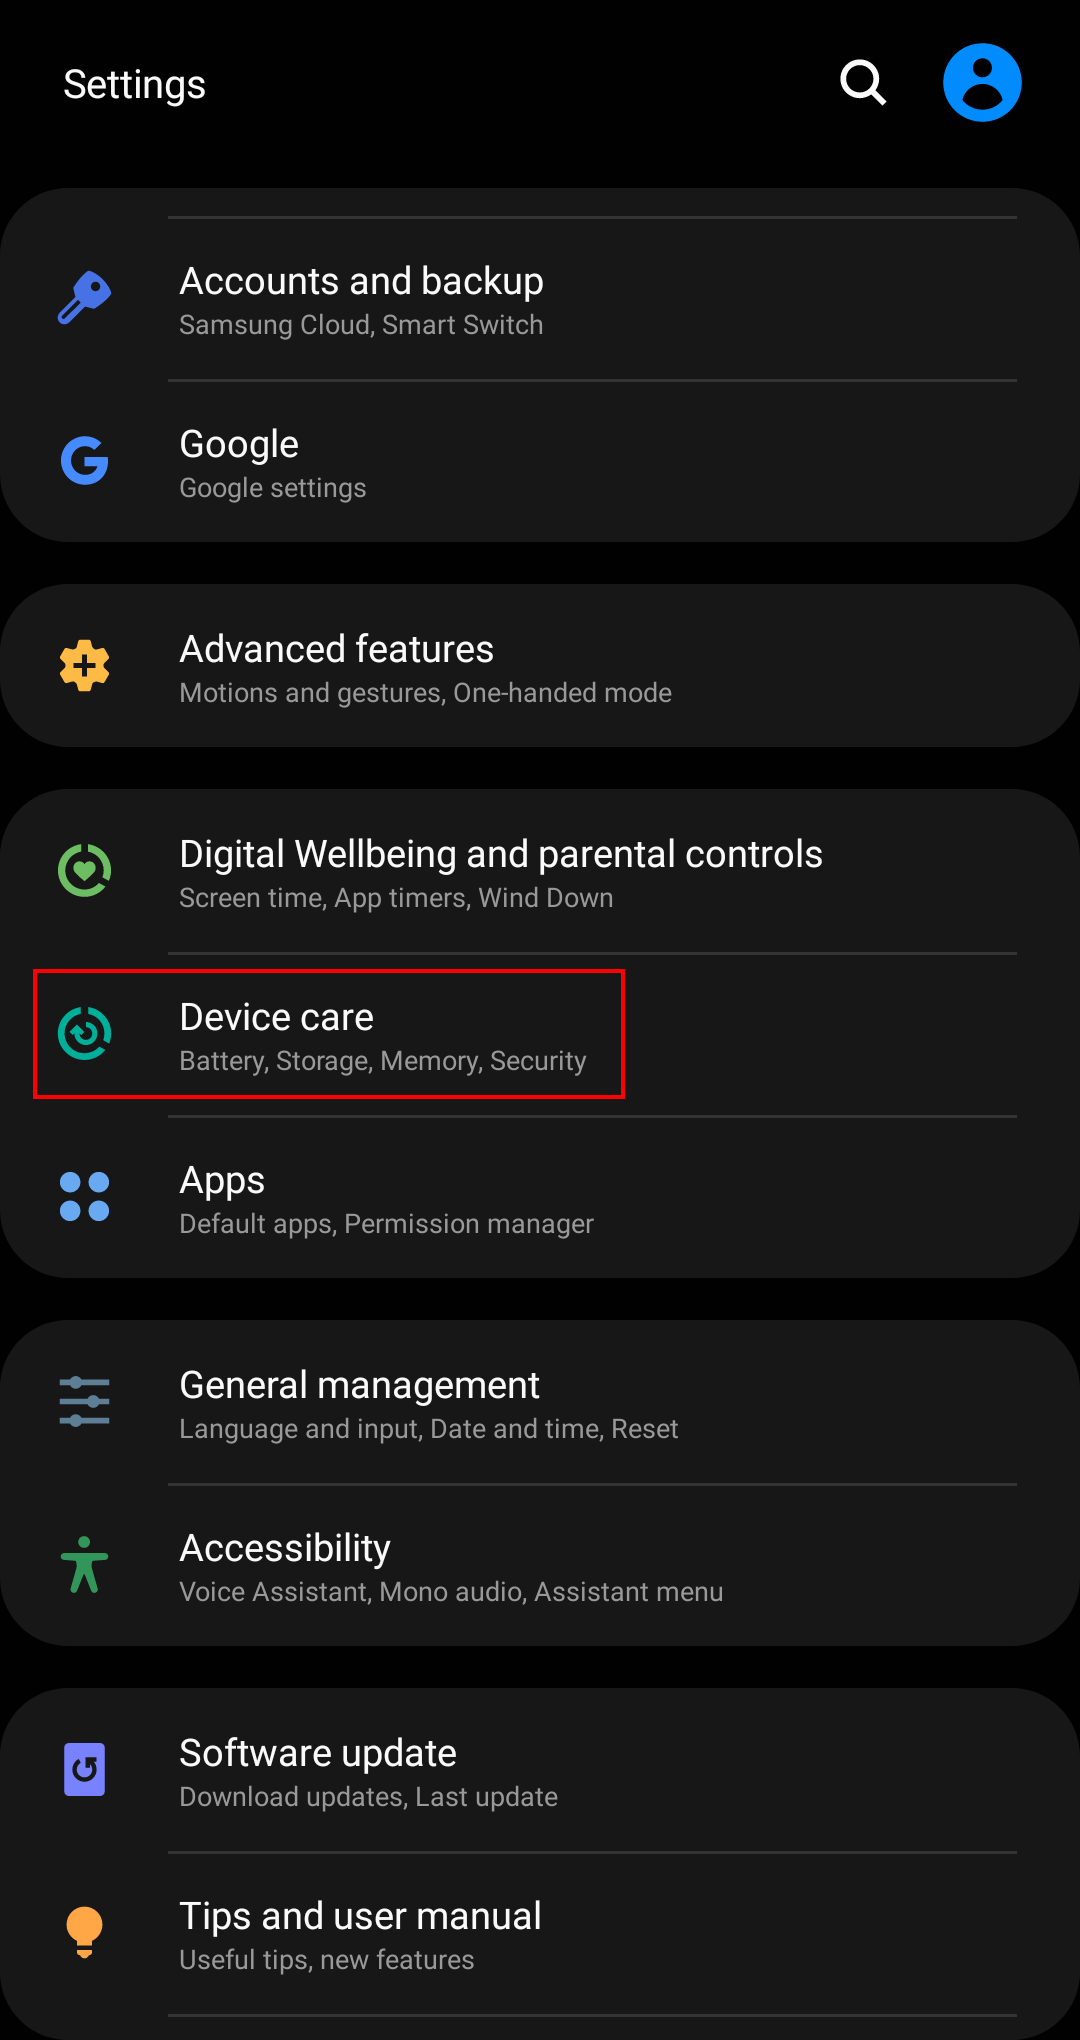 Settings
Accounts and backup
Samsung Cloud, Smart Switch
Google
Google settings
Advanced features
Motions and gestures, One-handed mode
Digital Wellbeing and parental controls
Screen time, App timers, Wind Down
Device care
Battery, Storage, Memory, Security
Apps
Default apps, Permission manager
General management
Language and input, Date and time, Reset
Accessibility
Voice Assistant, Mono audio, Assistant menu
Software update
Download updates, Last update
Tips and user manual
Useful tips, new features